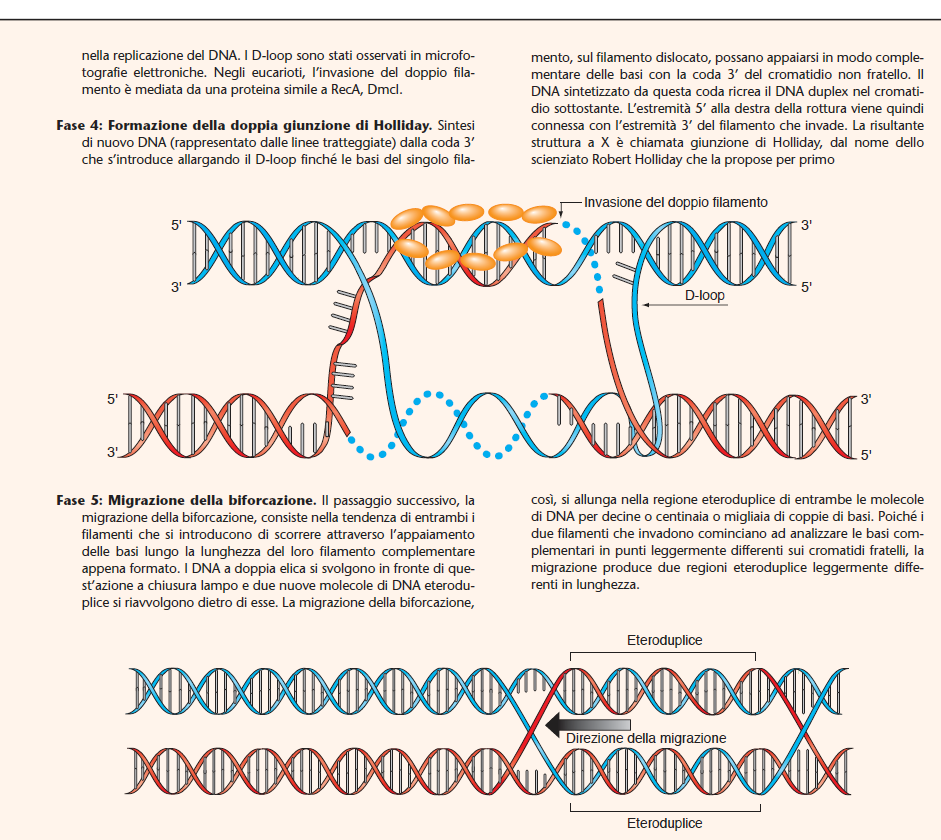 nella replicazione del DNA. I D-loop sono stati osservati in microfo-
tografie elettroniche. Negli eucarioti, l'invasione del doppio fila-
mento è mediata da una proteina simile a RecA, Dmcl.
Fase 4: Formazione della doppia giunzione di Holliday. Sintesi
di nuovo DNA (rappresentato dalle linee tratteggiate) dalla coda 3'
che s'introduce allargando il D-loop finché le basi del singolo fila-
mento, sul filamento dislocato, possano appaiarsi in modo comple-
mentare delle basi con la coda 3' del cromatidio non fratello. Il
DNA sintetizzato da questa coda ricrea il DNA duplex nel cromati-
dio sottostante. L'estremità 5' alla destra della rottura viene quindi
connessa con l'estremità 3' del filamento che invade. La risultante
struttura a X è chiamata giunzione di Holliday, dal nome dello
scienziato Robert Holliday che la propose per primo
Invasione del doppio filamento
5'
3'
3'
5'
D-loop
5'
3'
3'
5'
Fase 5: Migrazione della biforcazione. Il passaggio successivo, la
migrazione della biforcazione, consiste nella tendenza di entrambi i
filamenti che si introducono di scorrere attraverso l'appaiamento
delle basi lungo la lunghezza del loro filamento complementare
appena formato. I DNA a doppia elica si svolgono in fronte di que-
st'azione a chiusura lampo e due nuove molecole di DNA eterodu-
plice si riavvolgono dietro di esse. La migrazione della biforcazione,
così, si allunga nella regione eteroduplice di entrambe le molecole
di DNA per decine o centinaia o migliaia di coppie di basi. Poiché i
due filamenti che invadono cominciano ad analizzare le basi com-
plementari in punti leggermente differenti sui cromatidi fratelli, la
migrazione produce due regioni eteroduplice leggermente diffe-
renti in lunghezza.
Eteroduplice
Direzione della migrazione
Eteroduplice